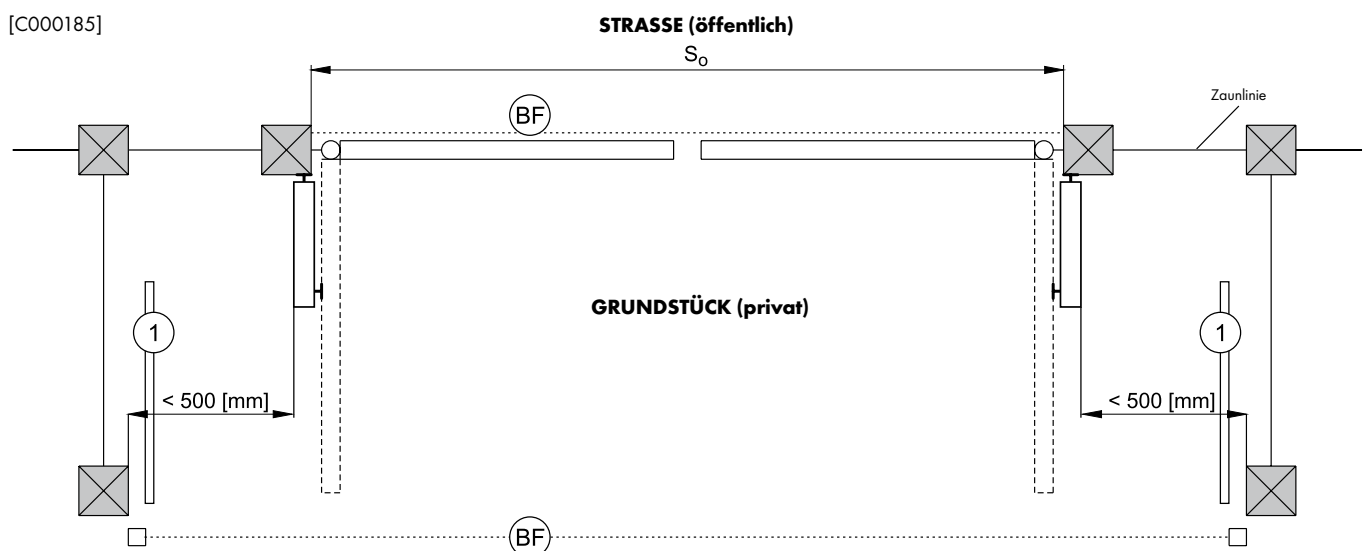 [C000185]
STRASSE (öffentlich)
So
BF
Zaunlinie
GRUNDSTÜCK (privat)
1
1
< 500 [mm]
< 500 [mm]
BF